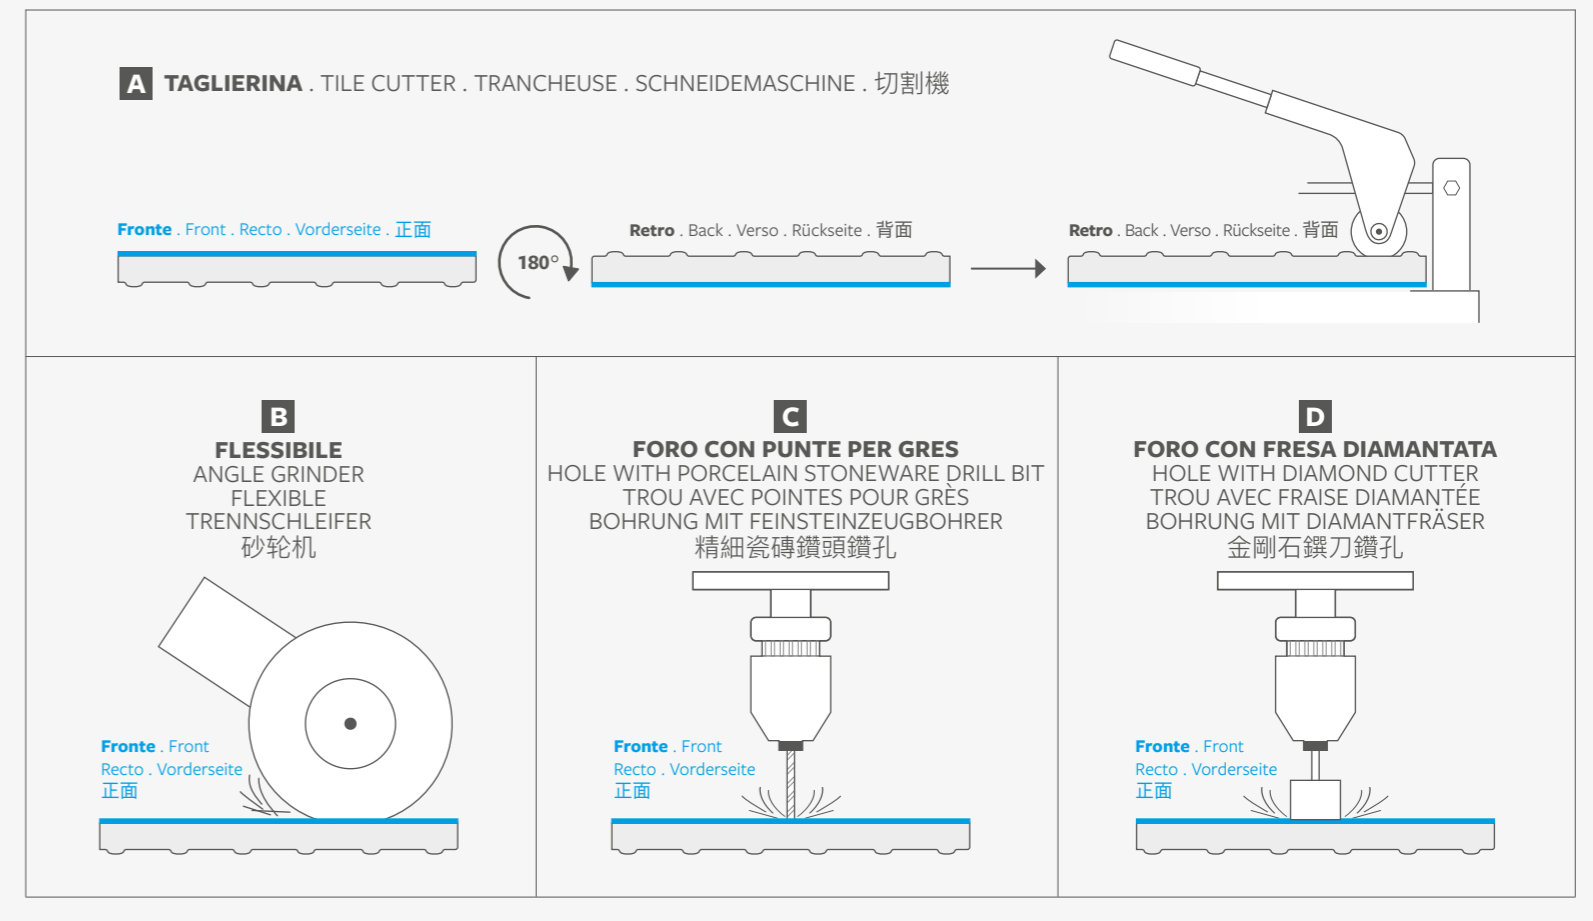 A TAGLIERINA . TILE CUTTER . TRANCHEUSE . SCHNEIDEMASCHINE . 切割機
Fronte . Front . Recto . Vorderseite . 正面
180°
Retro . Back . Verso . Rückseite . 背面
Retro . Back . Verso . Rückseite . 背面
B
FLESSIBILE
ANGLE GRINDER
FLEXIBLE
TRENNSCHLEIFER
砂轮机
Fronte . Front
Recto . Vorderseite
正面
C
FORO CON PUNTE PER GRES
HOLE WITH PORCELAIN STONEWARE DRILL BIT
TROU AVEC POINTES POUR GRÈS
BOHRUNG MIT FEINSTEINZEUGBOHRER
精細瓷磚鑽頭鑽孔
Fronte . Front
Recto . Vorderseite
正面
D
FORO CON FRESA DIAMANTATA
HOLE WITH DIAMOND CUTTER
TROU AVEC FRAISE DIAMANTÉE
BOHRUNG MIT DIAMANTFRÄSER
金剛石鏍刀鑽孔
Fronte . Front
Recto . Vorderseite
正面